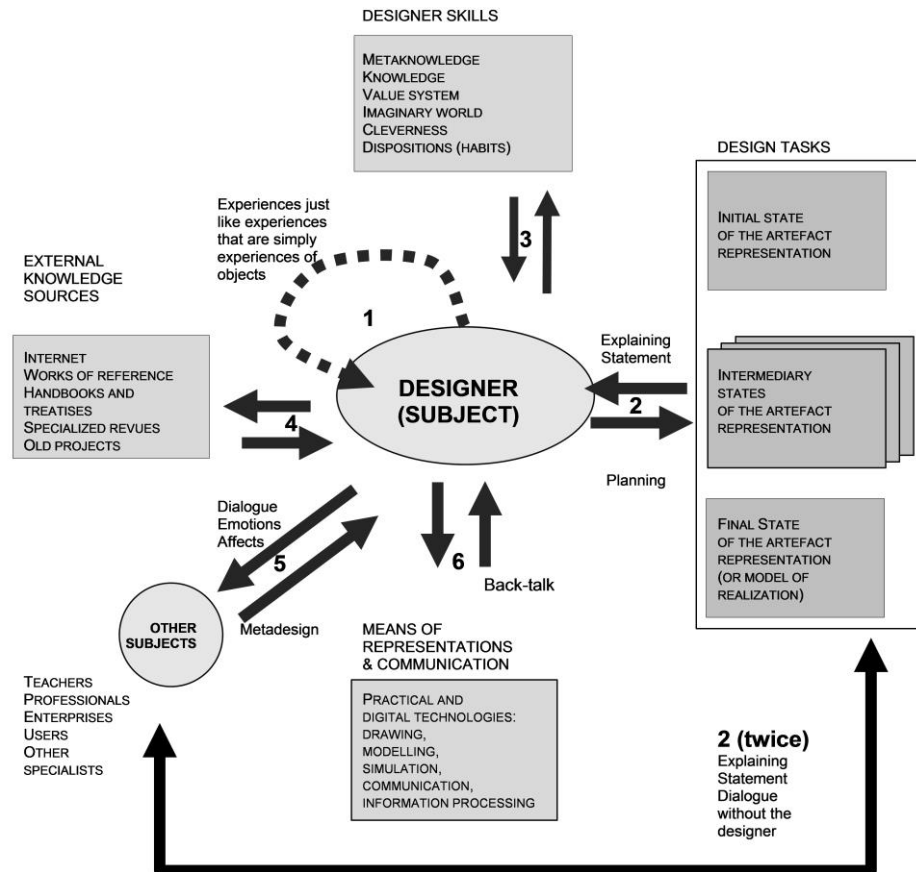 DESIGNER SKILLS
METAKNOWLEDGE
KNOWLEDGE
VALUE SYSTEM
IMAGINARY WORLD
CLEVERNESS
DISPOSITIONS (HABITS)
DESIGN TASKS
INITIAL STATE
OF THE ARTEFACT
REPRESENTATION
Experiences just
like experiences
that are simply
experiences of
objects
3
EXTERNAL
KNOWLEDGE
SOURCES
1
INTERNET
WORKS OF REFERENCE
HANDBOOKS AND
TREATISES
SPECIALIZED REVUES
OLD PROJECTS
4
DESIGNER
(SUBJECT)
Explaining
Statement
2
Planning
INTERMEDIARY
STATES
OF THE ARTEFACT
REPRESENTATION
FINAL STATE
OF THE ARTEFACT
REPRESENTATION
(OR MODEL OF
REALIZATION)
Dialogue
Emotions
Affects
5
Metadesign
6
Back-talk
OTHER
SUBJECTS
TEACHERS
PROFESSIONALS
ENTERPRISES
USERS
OTHER
SPECIALISTS
MEANS OF
REPRESENTATIONS
& COMMUNICATION
PRACTICAL AND
DIGITAL TECHNOLOGIES:
DRAWING,
MODELLING,
SIMULATION,
COMMUNICATION,
INFORMATION PROCESSING
2 (twice)
Explaining
Statement
Dialogue
without the
designer